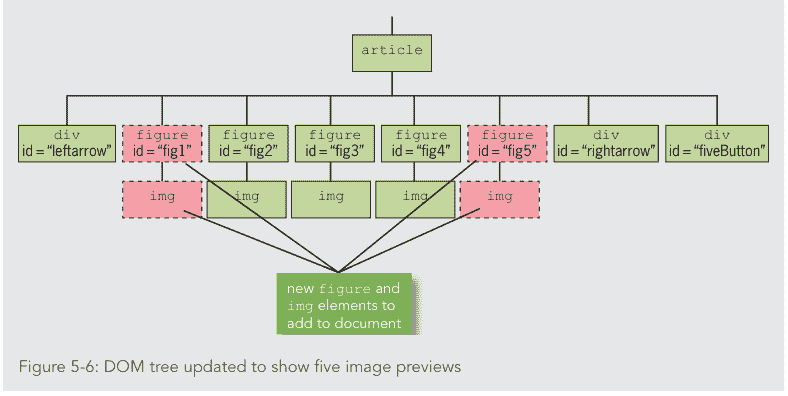 article
div
id = “leftarrow”
figure
id = “fig1”
figure
id = “fig2”
figure
id = “fig3”
figure
id = “fig4”
figure
id = “fig5”
div
id = “rightarrow”
div
id = “fiveButton”
img
img
img
img
img
new figure and
img elements to
add to document
Figure 5-6: DOM tree updated to show five image previews